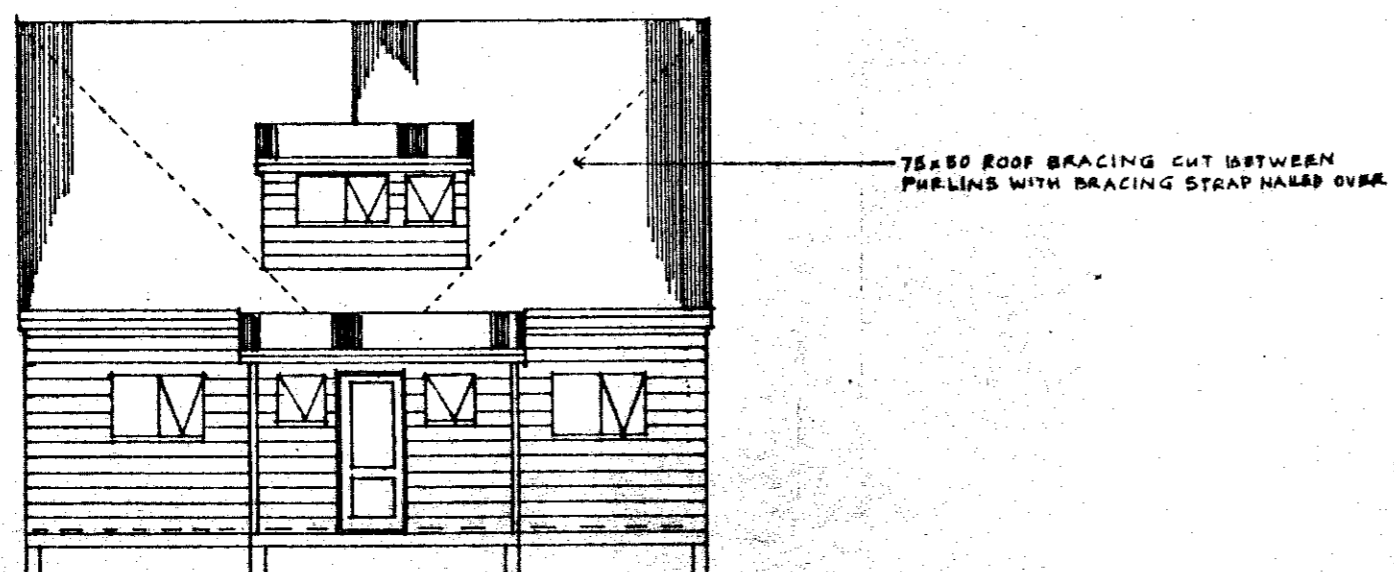 75x50 ROOF BRACING CUT BETWEEN
PURLINS WITH BRACING STRAP NAILED OVER